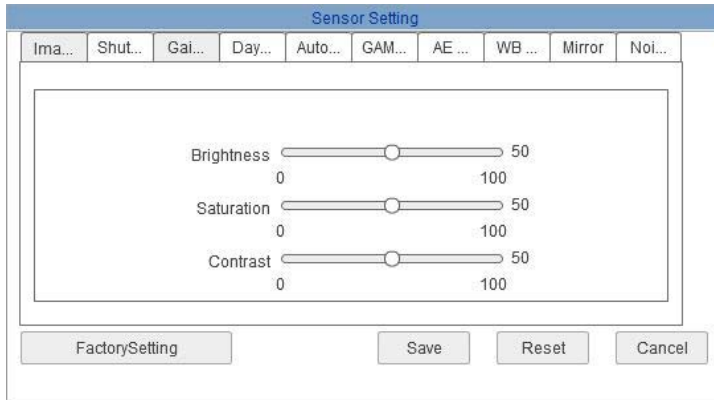 Sensor Setting
Ima... Shut... Gai... Day... Auto... GAM... AE ... WB ... Mirror Noi...
Brightness 50
0 100
Saturation 50
0 100
Contrast 50
0 100
FactorySetting Save Reset Cancel